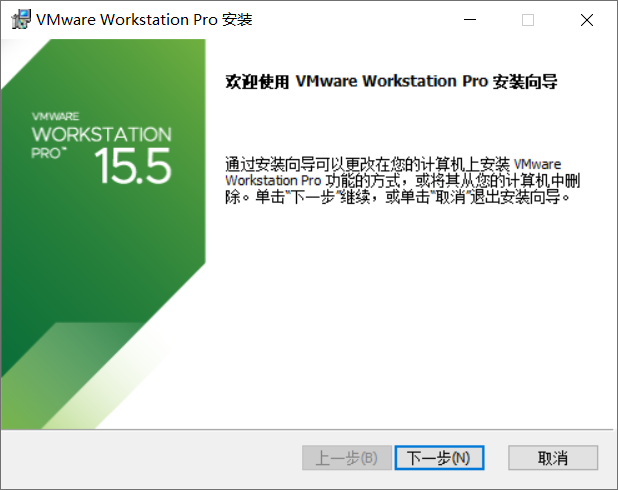 VMware Workstation Pro 安装
VMWARE
WORKSTATION
PRO™ 15.5
欢迎使用 VMware Workstation Pro 安装向导
通过安装向导可以更改在您的计算机上安装 VMware
Workstation Pro 功能的方式，或将其从您的计算机中删
除。单击“下一步”继续，或单击“取消”退出安装向导。
上一步(B) 下一步(N) 取消